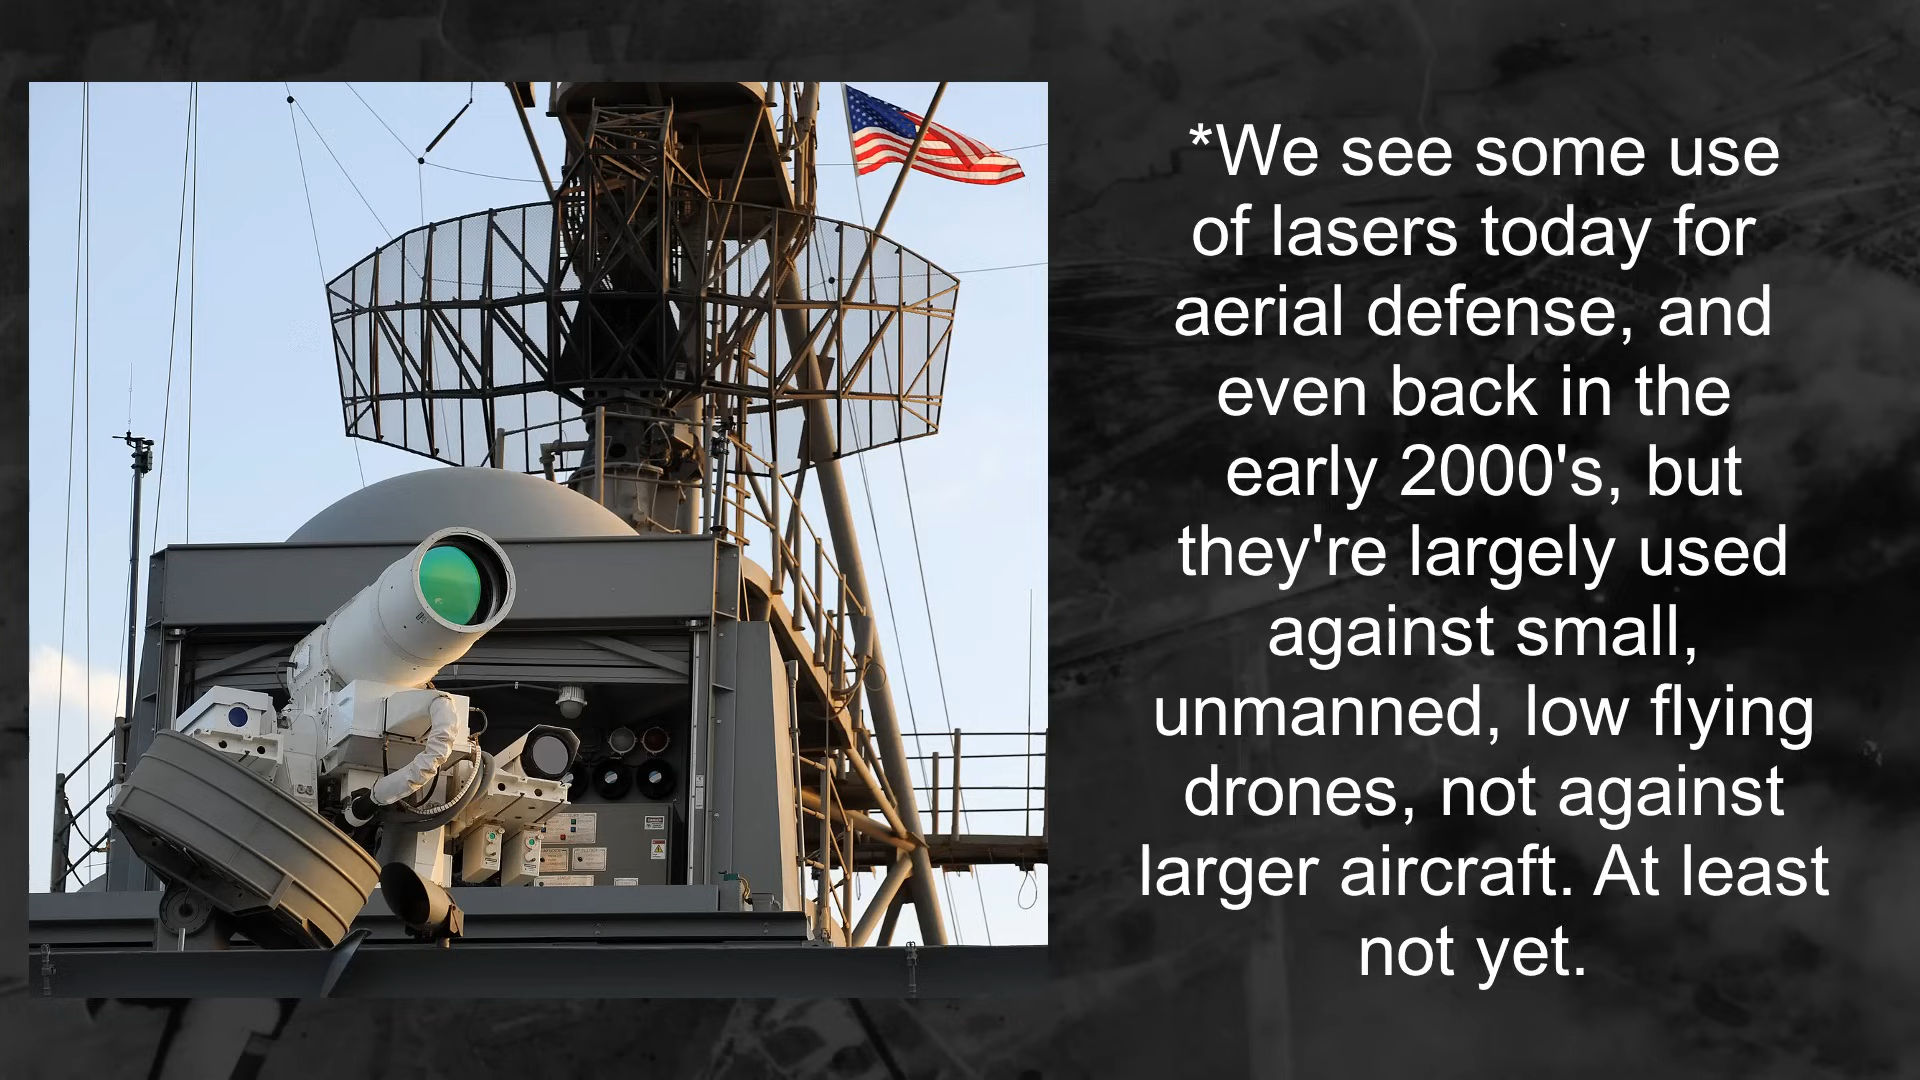 *We see some use
of lasers today for
aerial defense, and
even back in the
early 2000's, but
they're largely used
against small,
unmanned, low flying
drones, not against
larger aircraft. At least
not yet.